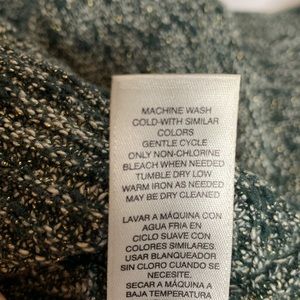 MACHINE WASH
COLD-WITH SIMILAR
COLORS
GENTLE CYCLE
ONLY NON-CHLORINE
BLEACH WHEN NEEDED
TUMBLE DRY LOW
WARM IRON AS NEEDED
MAY BE DRY CLEANED
LAVAR A MÁQUINA CON
AGUA FRIA EN
CICLO SUAVE CON
COLORES SIMILARES.
USAR BLANQUEADOR
SIN CLORO CUANDO SE
NECESITE.
SECAR A MÁQUINA A
BAJA TEMPERATURA